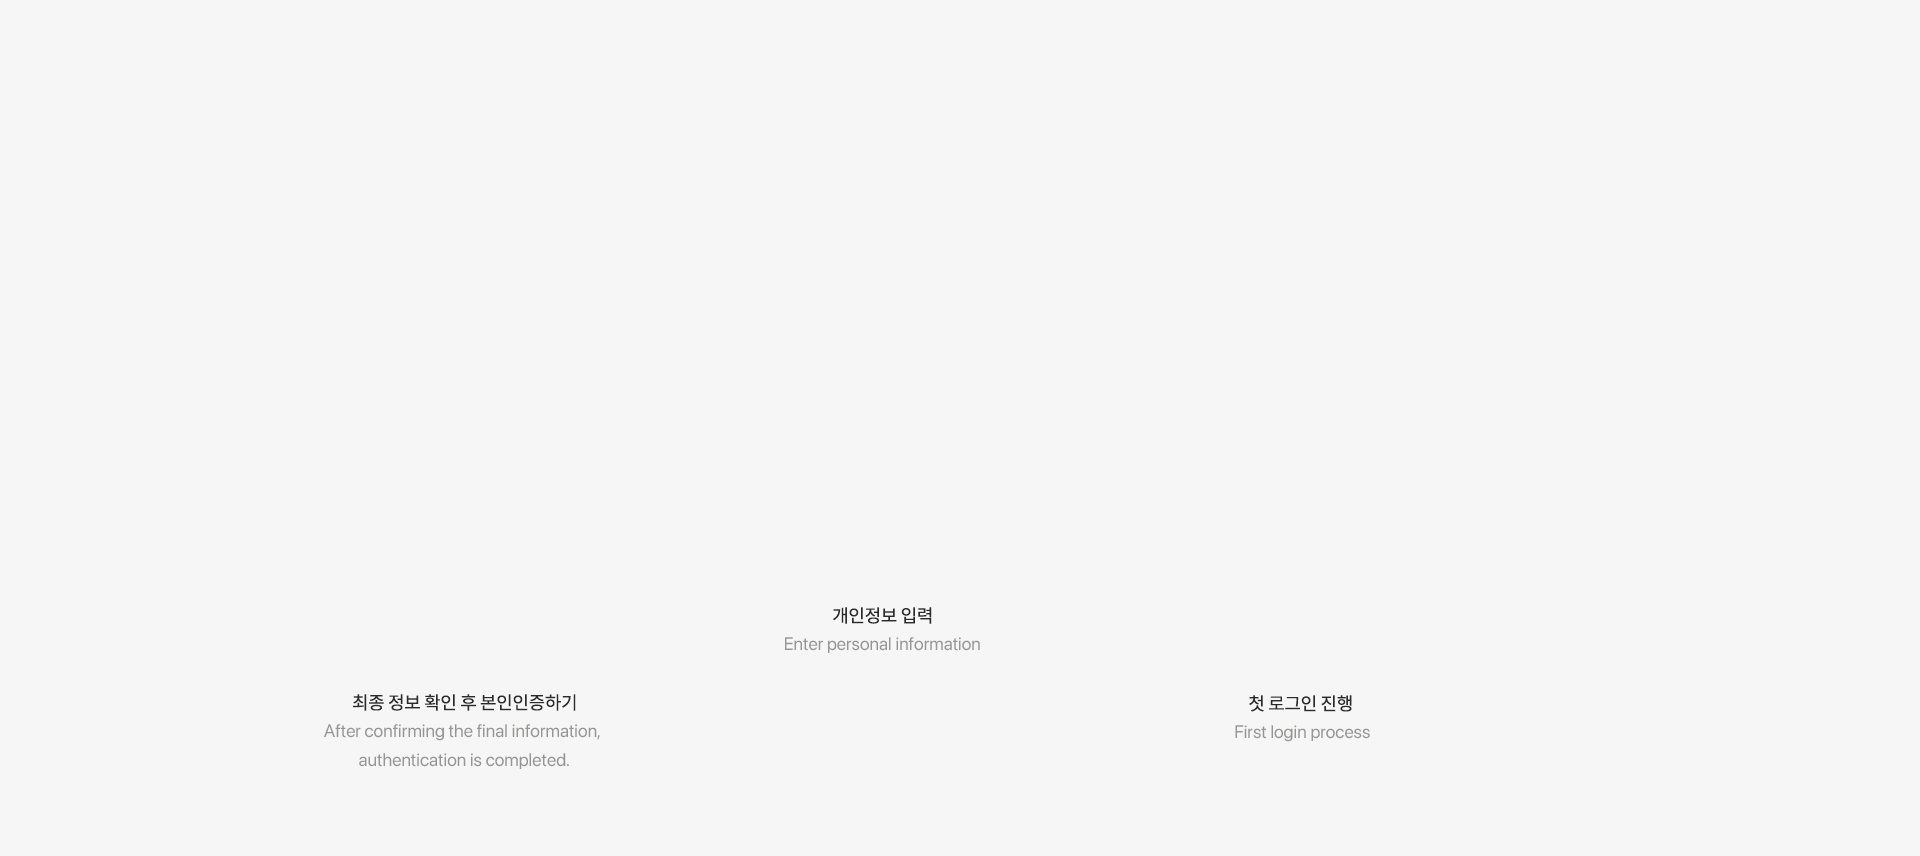 개인정보 입력
Enter personal information
최종 정보 확인 후 본인인증하기
After confirming the final information,
authentication is completed.
첫 로그인 진행
First login process